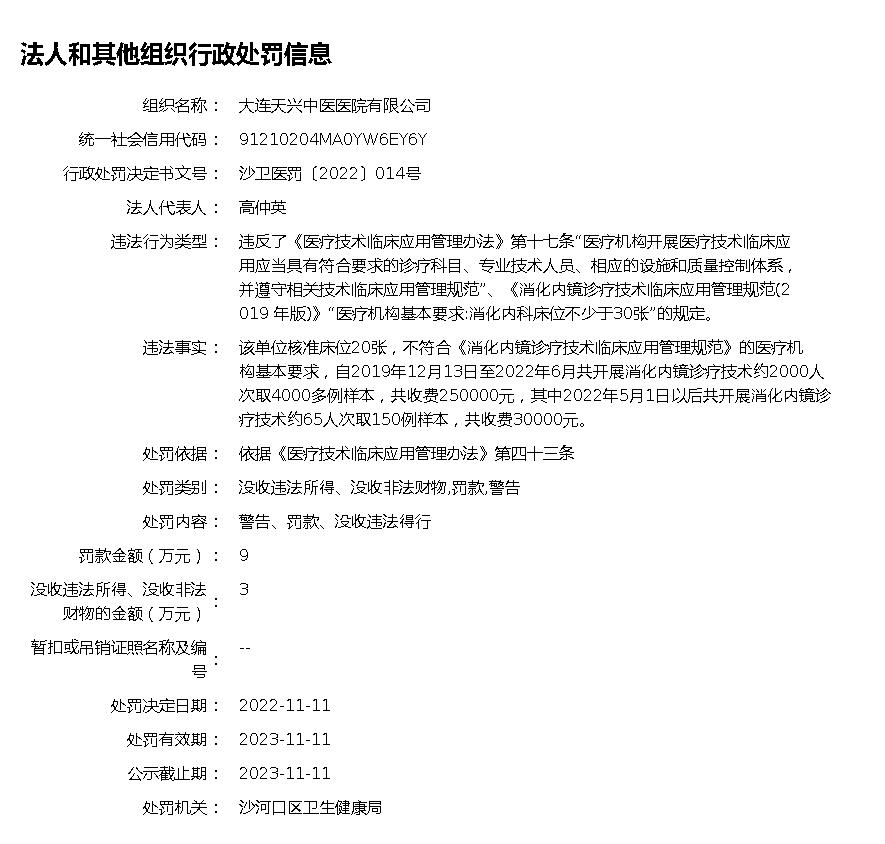 法人和其他组织行政处罚信息
组织名称： 大连天兴中医医院有限公司
统一社会信用代码： 91210204MA0YW6EY6Y
行政处罚决定书文号： 沙卫医罚〔2022〕014号
法人代表人： 高仲英
违法行为类型： 违反了《医疗技术临床应用管理办法》第十七条“医疗机构开展医疗技术临床应
用应当具有符合要求的诊疗科目、专业技术人员、相应的设施和质量控制体系，
并遵守相关技术临床应用管理规范”、《消化内镜诊疗技术临床应用管理规范(2
019 年版)》“医疗机构基本要求:消化内科床位不少于30张”的规定。
违法事实： 该单位核准床位20张，不符合《消化内镜诊疗技术临床应用管理规范》的医疗机
构基本要求，自2019年12月13日至2022年6月共开展消化内镜诊疗技术约2000人
次取4000多例样本，共收费250000元，其中2022年5月1日以后共开展消化内镜诊
疗技术约65人次取150例样本，共收费30000元。
处罚依据： 依据《医疗技术临床应用管理办法》第四十三条
处罚类别： 没收违法所得、没收非法财物,罚款,警告
处罚内容： 警告、罚款、没收违法得行
罚款金额（万元）： 9
没收违法所得、没收非法
财物的金额（万元）： 3
暂扣或吊销证照名称及编
号： --
处罚决定日期： 2022-11-11
处罚有效期： 2023-11-11
公示截止期： 2023-11-11
处罚机关： 沙河口区卫生健康局